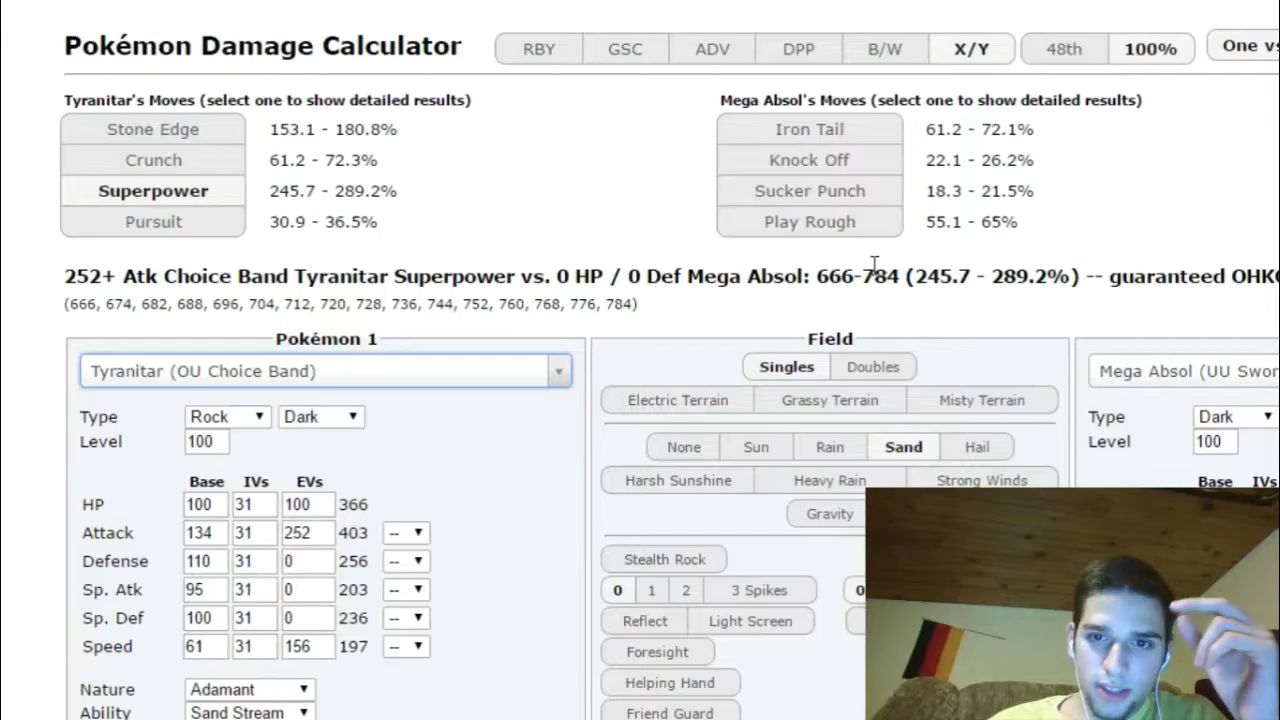 Pokémon Damage Calculator RBY GSC ADV DPP B/W X/Y 48th 100% One vs
Tyranitar's Moves (select one to show detailed results)
Stone Edge 153.1 - 180.8%
Crunch 61.2 - 72.3%
Superpower 245.7 - 289.2%
Pursuit 30.9 - 36.5%
Mega Absol's Moves (select one to show detailed results)
Iron Tail 61.2 - 72.1%
Knock Off 22.1 - 26.2%
Sucker Punch 18.3 - 21.5%
Play Rough 55.1 - 65%
252+ Atk Choice Band Tyranitar Superpower vs. 0 HP / 0 Def Mega Absol: 666-784 (245.7 - 289.2%) -- guaranteed OHKO
(666, 674, 682, 688, 696, 704, 712, 720, 728, 736, 744, 752, 760, 768, 776, 784)
Pokémon 1
Tyranitar (OU Choice Band)
Type Rock Dark
Level 100
Base IVs EVs
HP 100 31 100 366
Attack 134 31 252 403 --
Defense 110 31 0 256 --
Sp. Atk 95 31 0 203 --
Sp. Def 100 31 0 236 --
Speed 61 31 156 197 --
Nature Adamant
Ability Sand Stream
Field
Singles Doubles
Electric Terrain Grassy Terrain Misty Terrain
None Sun Rain Sand Hail
Harsh Sunshine Heavy Rain Strong Winds
Gravity
Stealth Rock
0 1 2 3 Spikes 0
Reflect Light Screen
Foresight
Helping Hand
Friend Guard
Mega Absol (UU Swor
Type Dark
Level 100
Base IVs